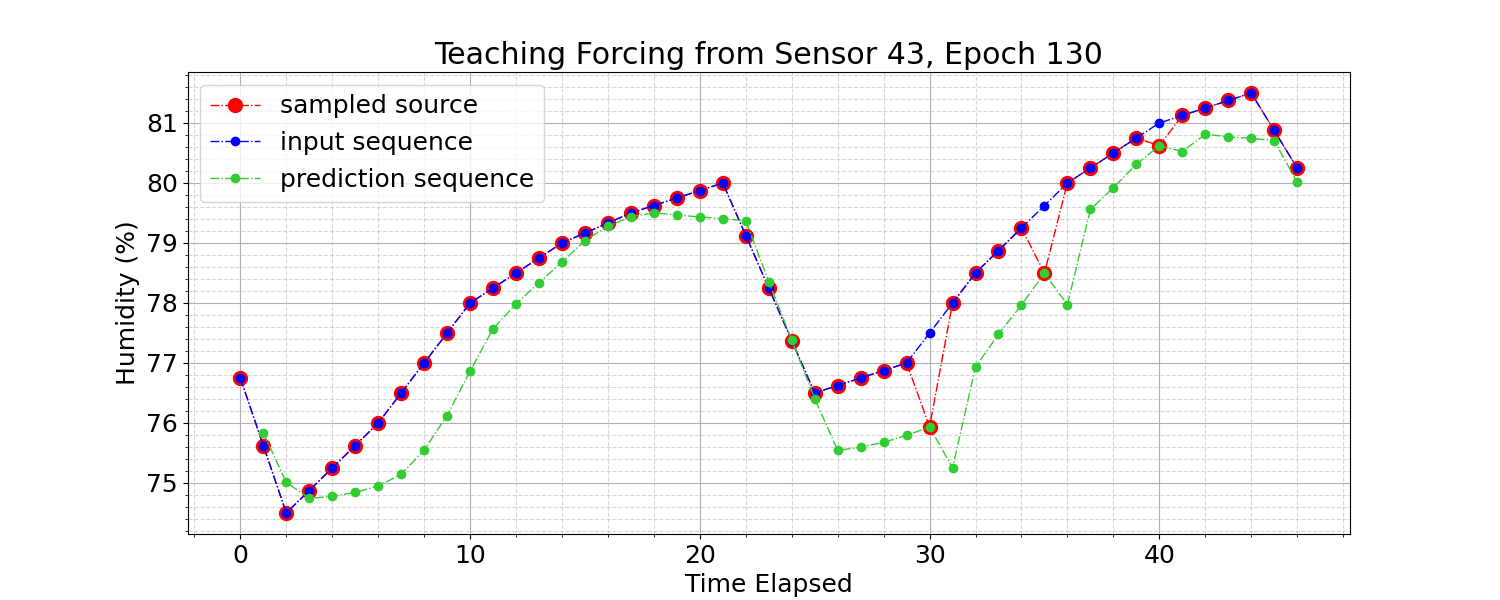 Teaching Forcing from Sensor 43, Epoch 130
sampled source
input sequence
prediction sequence
81
80
79
78
77
76
75
Humidity (%)
0 10 20 30 40
Time Elapsed